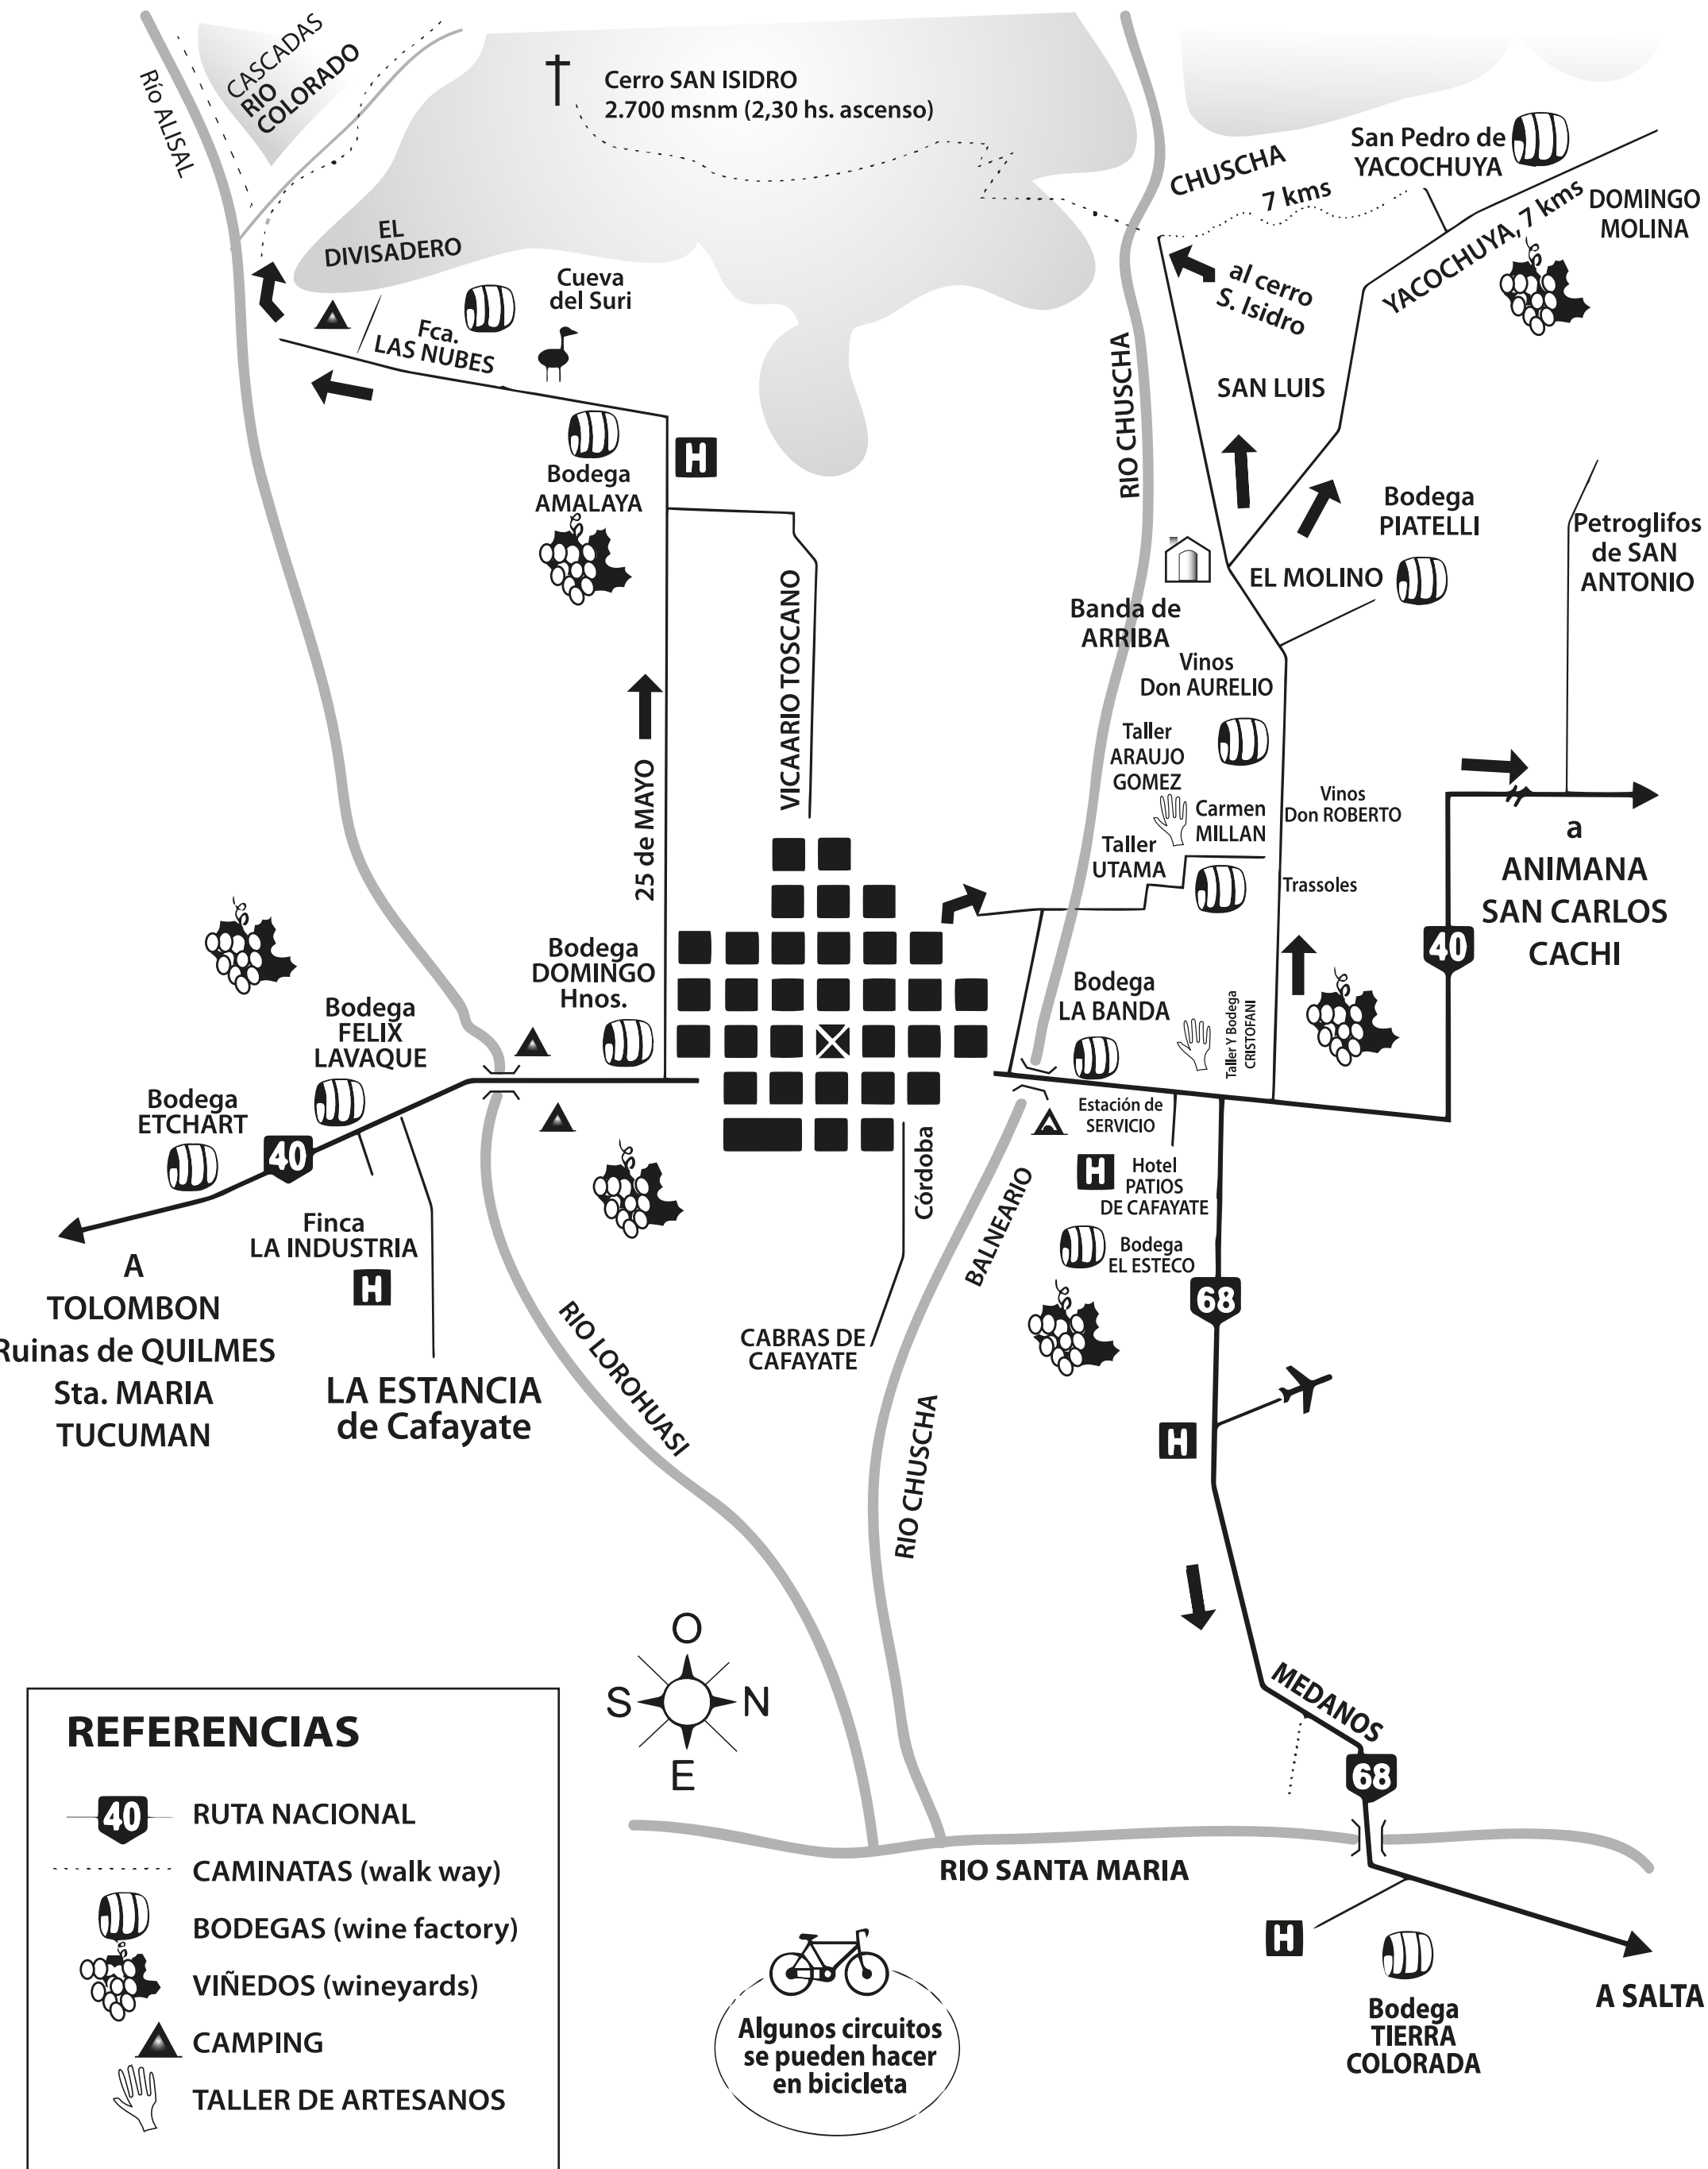 CASCADAS
RIO
COLORADO
Río ALISAL
Cerro SAN ISIDRO
2.700 msnm (2,30 hs. ascenso)
CHUSCHA
7 kms
San Pedro de
YACOCHUYA
YACOCHUYA, 7 kms
DOMINGO
MOLINA
EL
DIVISADERO
Cueva
del Suri
Fca.
LAS NUBES
al cerro
S. Isidro
RIO CHUSCHA
SAN LUIS
H
Bodega
AMALAYA
Bodega
PIATELLI
EL MOLINO
Petroglifos
de SAN
ANTONIO
Banda de
ARRIBA
VICAARIO TOSCANO
25 de MAYO
Vinos
Don AURELIO
Taller
ARAUJO
GOMEZ
Carmen
MILLAN
Vinos
Don ROBERTO
Taller
UTAMA
Trassoles
a
ANIMANA
SAN CARLOS
CACHI
40
Bodega
DOMINGO
Hnos.
Bodega
LA BANDA
Taller Y Bodega
CRISTOFANI
Bodega
FELIX
LAVAQUE
Bodega
ETCHART
40
Estación de
SERVICIO
Córdoba
H
Hotel
PATIOS
DE CAFAYATE
BALNEARIO
Bodega
EL ESTECO
68
Finca
LA INDUSTRIA
H
A
TOLOMBON
Ruinas de QUILMES
Sta. MARIA
TUCUMAN
LA ESTANCIA
de Cafayate
RIO LOROHUASI
CABRAS DE
CAFAYATE
RIO CHUSCHA
H
O
S
N
E
MEDANOS
68
RIO SANTA MARIA
H
Bodega
TIERRA
COLORADA
A SALTA
REFERENCIAS
40 RUTA NACIONAL
CAMINATAS (walk way)
BODEGAS (wine factory)
VIÑEDOS (wineyards)
CAMPING
TALLER DE ARTESANOS
Algunos circuitos
se pueden hacer
en bicicleta